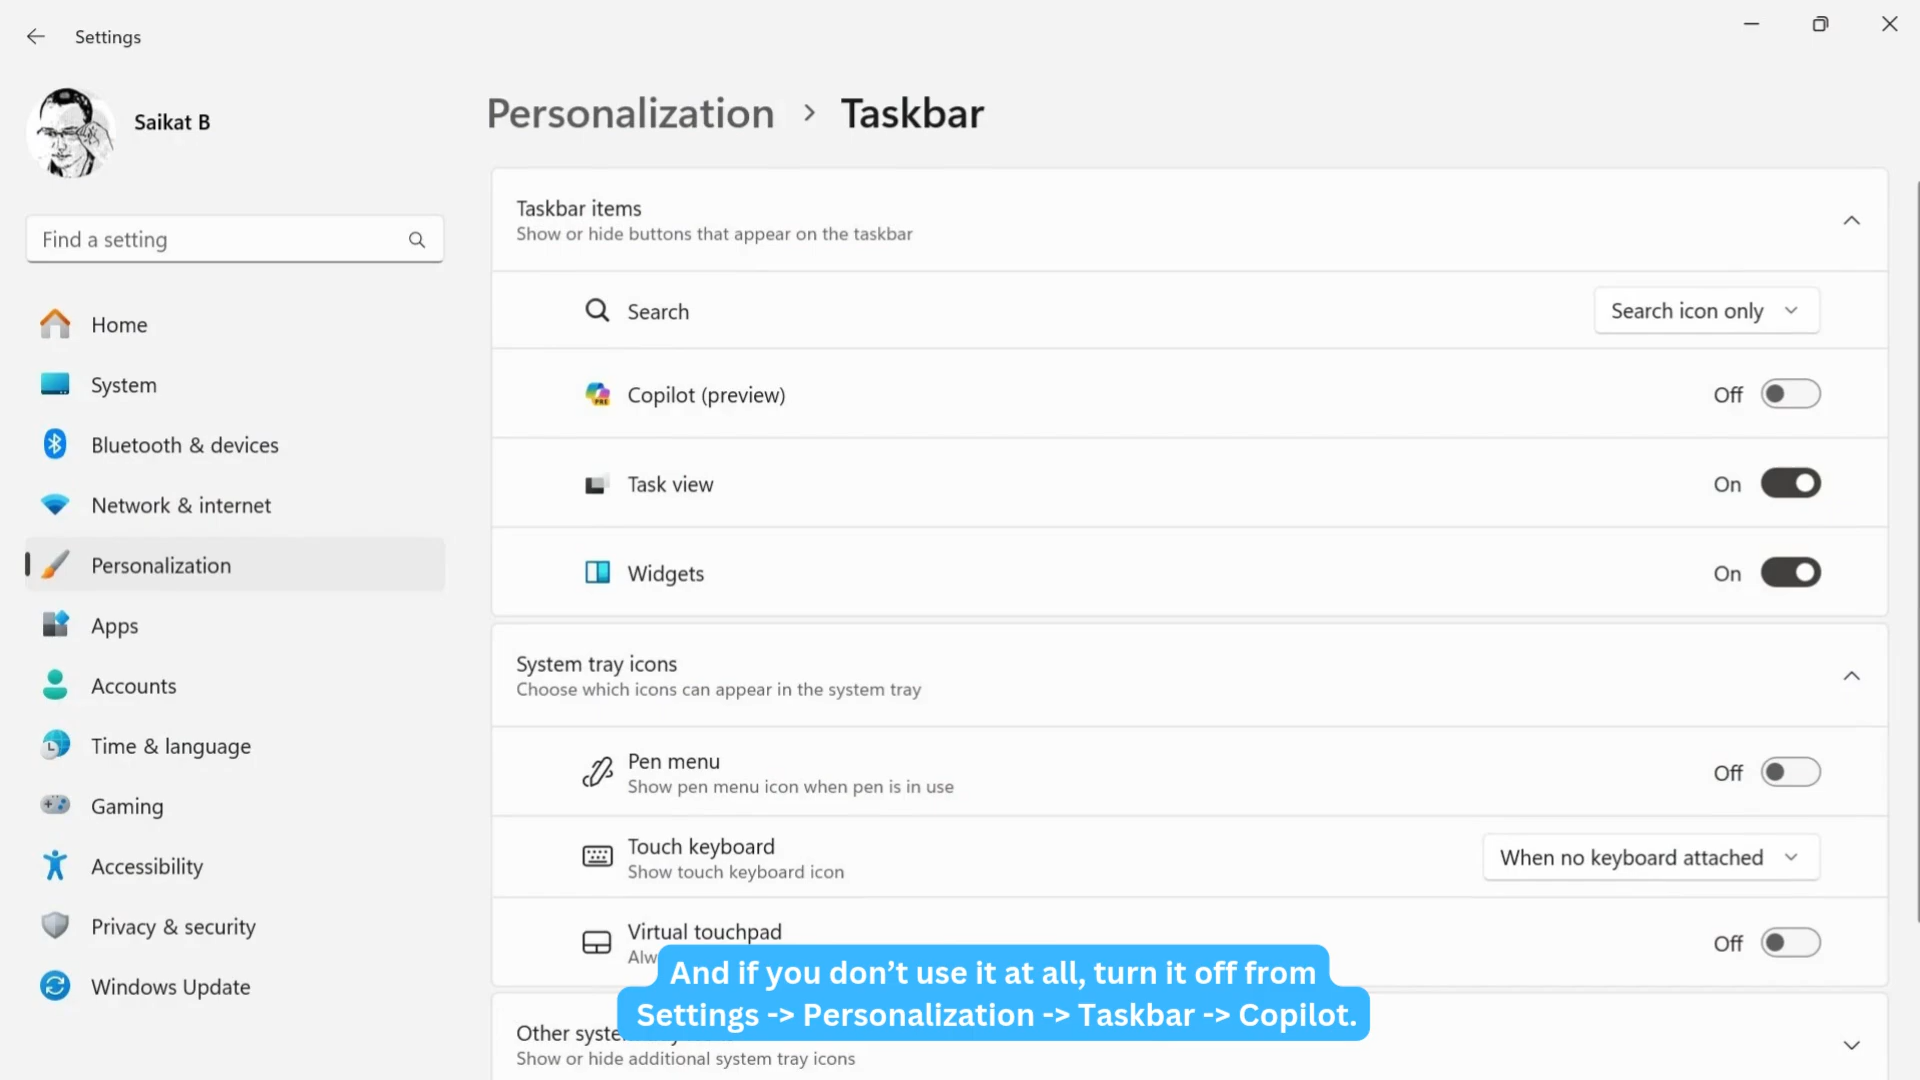 Settings
Saikat B
Find a setting
Home
System
Bluetooth & devices
Network & internet
Personalization
Apps
Accounts
Time & language
Gaming
Accessibility
Privacy & security
Windows Update
Personalization > Taskbar
Taskbar items
Show or hide buttons that appear on the taskbar
Search
Search icon only
Copilot (preview)
Off
Task view
On
Widgets
On
System tray icons
Choose which icons can appear in the system tray
Pen menu
Show pen menu icon when pen is in use
Off
Touch keyboard
Show touch keyboard icon
When no keyboard attached
Virtual touchpad
Off
And if you don’t use it at all, turn it off from
Settings -> Personalization -> Taskbar -> Copilot.
Other
Show or hide additional system tray icons